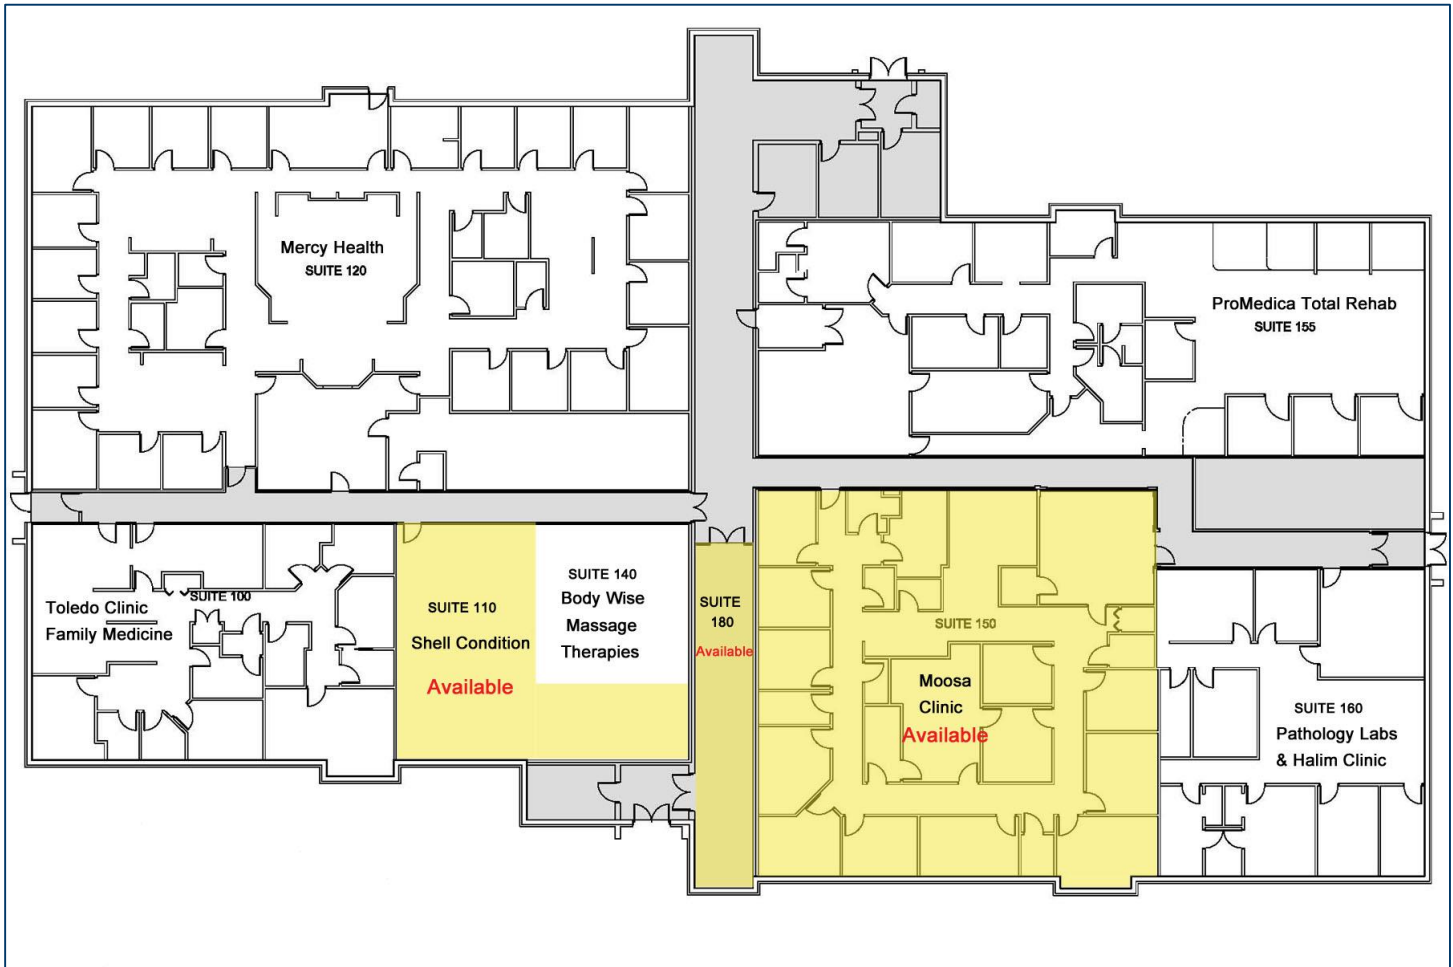 Mercy Health
SUITE 120
ProMedica Total Rehab
SUITE 155
SUITE 100
Toledo Clinic
Family Medicine
SUITE 110
Shell Condition
Available
SUITE 140
Body Wise
Massage
Therapies
SUITE
180
Available
SUITE 150
Moosa
Clinic
Available
SUITE 160
Pathology Labs
& Halim Clinic